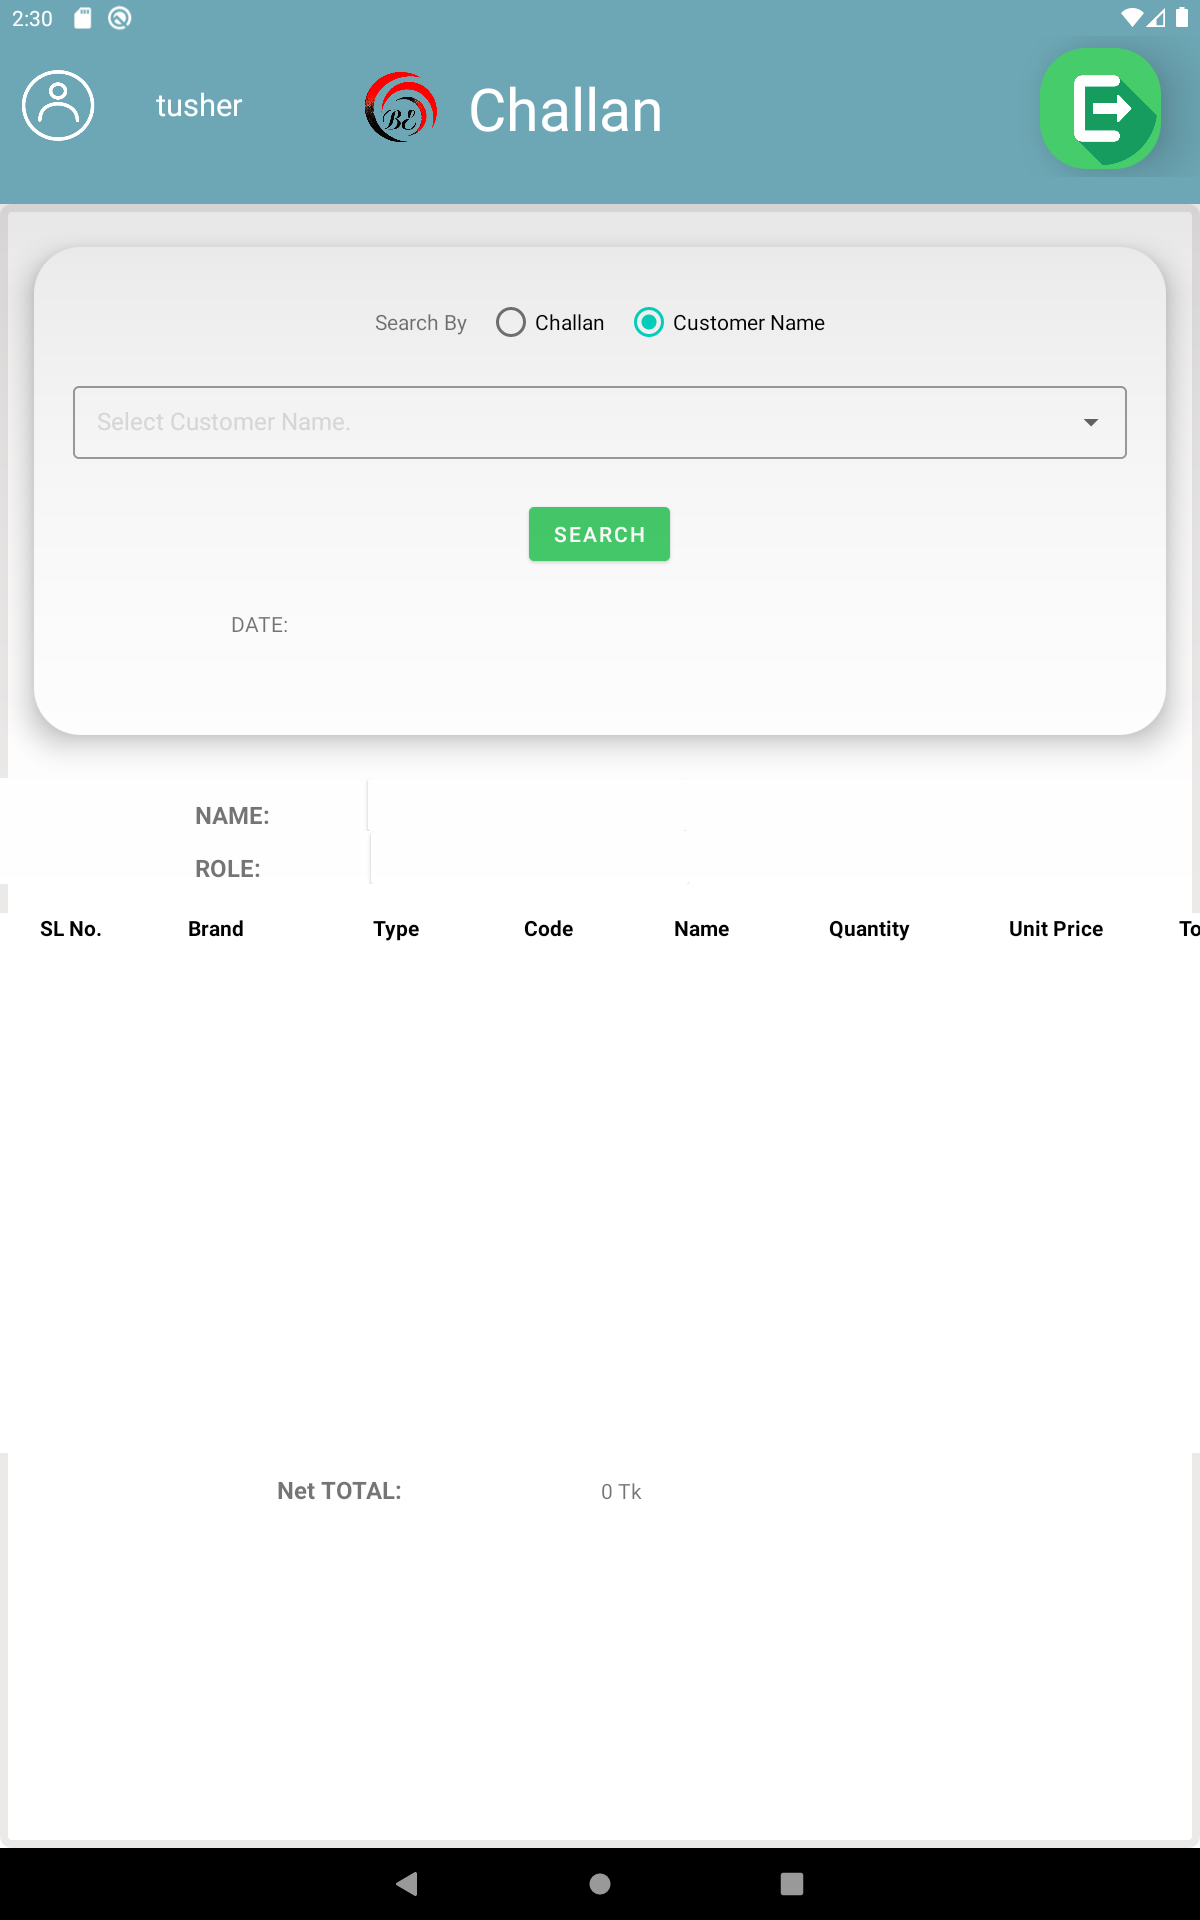 2:30
tusher
BE
Challan
Search By Challan Customer Name
Select Customer Name.
SEARCH
DATE:
NAME:
ROLE:
SL No. Brand Type Code Name Quantity Unit Price To
Net TOTAL: 0 Tk